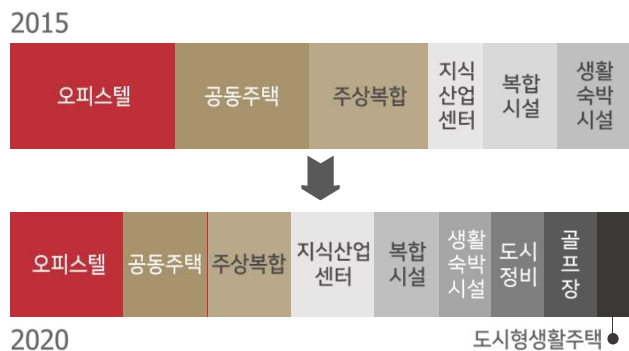 2015
오피스텔
공동주택
주상복합
지식
산업
센터
복합
시설
생활
숙박
시설
오피스텔
공동주택
주상복합
지식산업
센터
복합
시설
생활
숙박
시설
도시
정비
골
프
장
2020
도시형생활주택